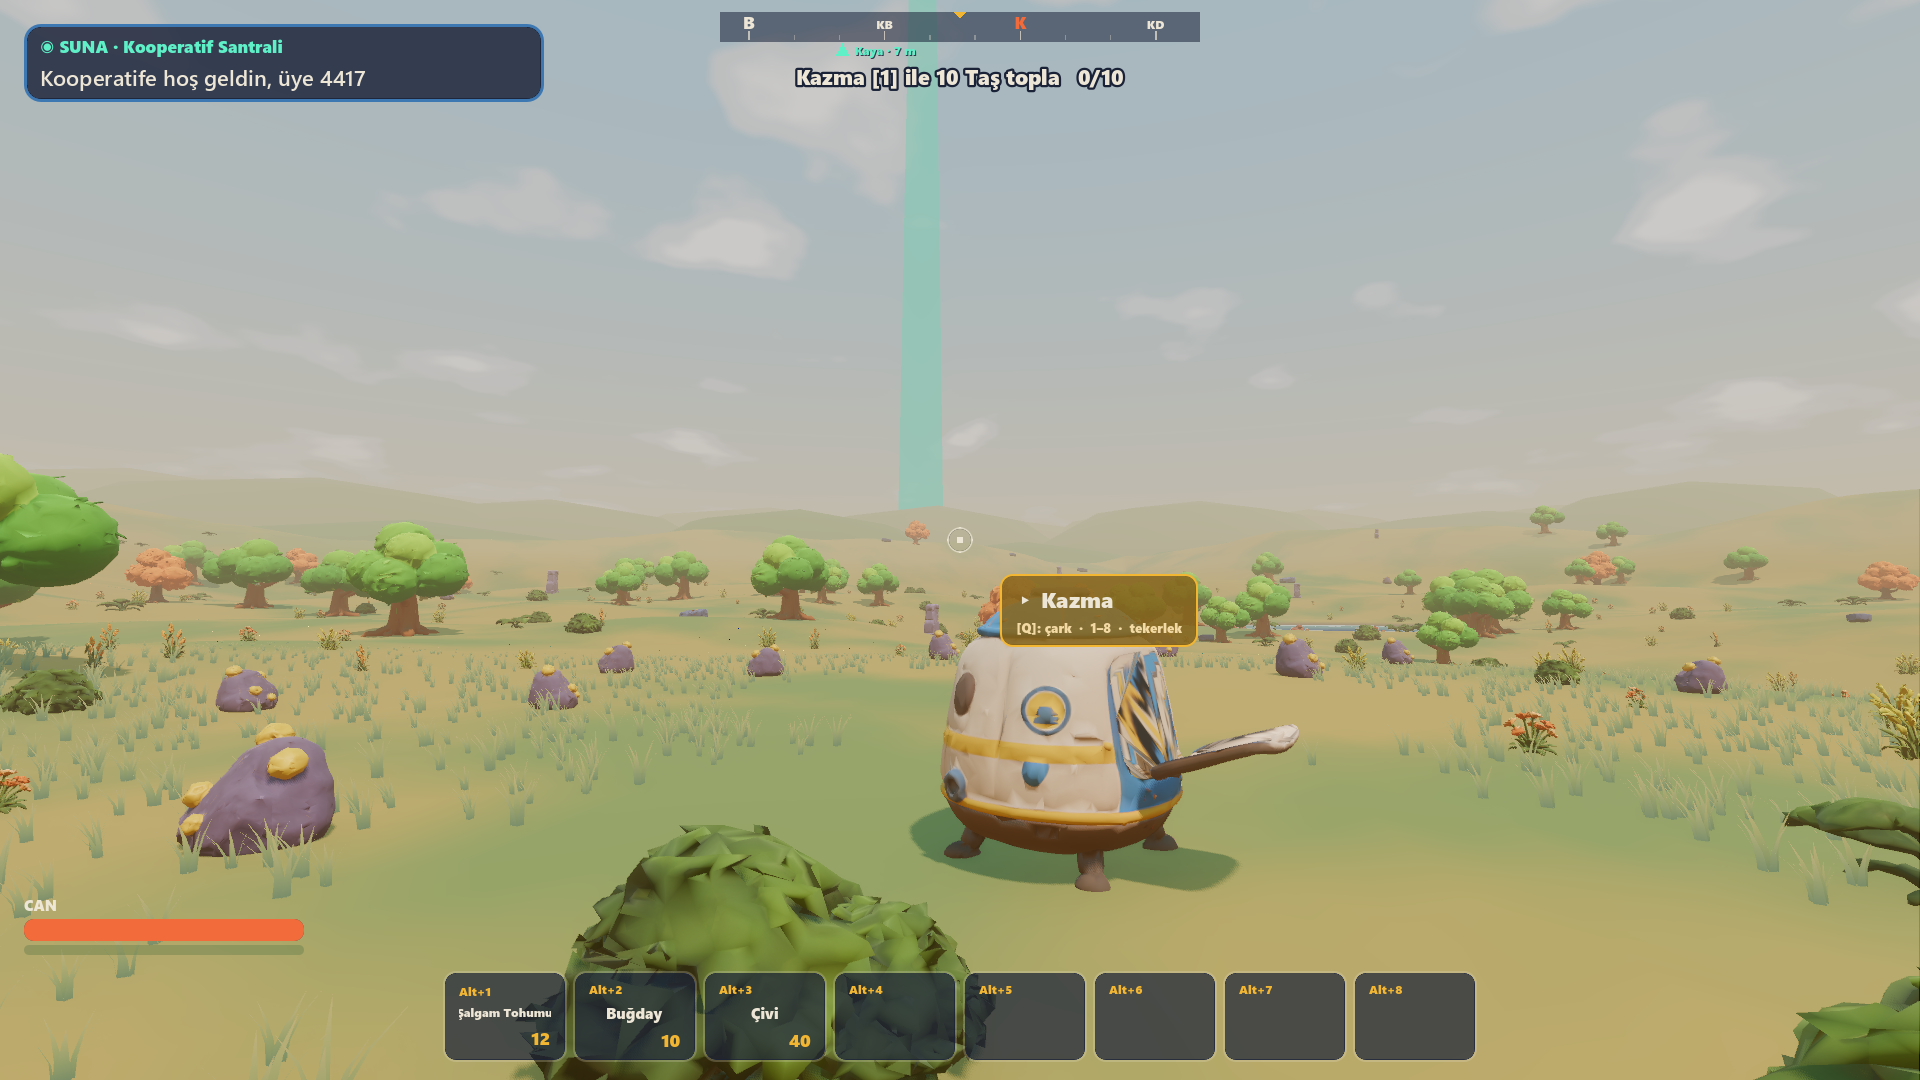 SUNA · Kooperatif Santrali
Kooperatife hoş geldin, üye 4417
B KB K KD
Kaya · 7 m
Kazma [1] ile 10 Taş topla 0/10
Kazma
[Q]: çark · 1–8 · tekerlek
CAN
Alt+1 Alt+2 Alt+3 Alt+4 Alt+5 Alt+6 Alt+7 Alt+8
Şalgam Tohumu Buğday Çivi
12 10 40